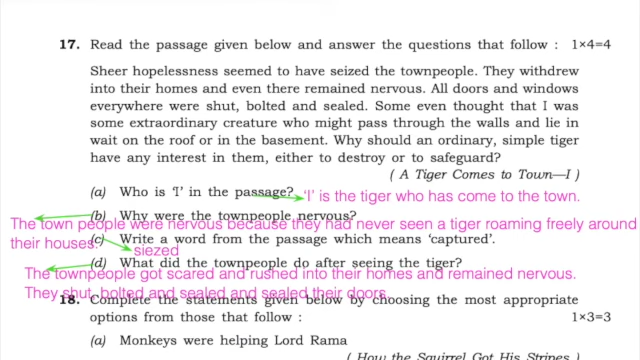 17. Read the passage given below and answer the questions that follow : 1×4=4
Sheer hopelessness seemed to have seized the townpeople. They withdrew
into their homes and even there remained nervous. All doors and windows
everywhere were shut, bolted and sealed. Some even thought that I was
some extraordinary creature who might pass through the walls and lie in
wait on the roof or in the basement. Why should an ordinary, simple tiger
have any interest in them, either to destroy or to safeguard?
( A Tiger Comes to Town—I )
(a) Who is ‘I’ in the passage?
‘I’ is the tiger who has come to the town.
(b) Why were the townpeople nervous?
The town people were nervous because they had never seen a tiger roaming freely around
their houses.
(c) Write a word from the passage which means ‘captured’.
siezed
(d) What did the townpeople do after seeing the tiger?
The townpeople got scared and rushed into their homes and remained nervous.
They shut, bolted and sealed and sealed their doors.
18. Complete the statements given below by choosing the most appropriate
options from those that follow : 1×3=3
(a) Monkeys were helping Lord Rama
( How the Squirrel Got His Stripes )